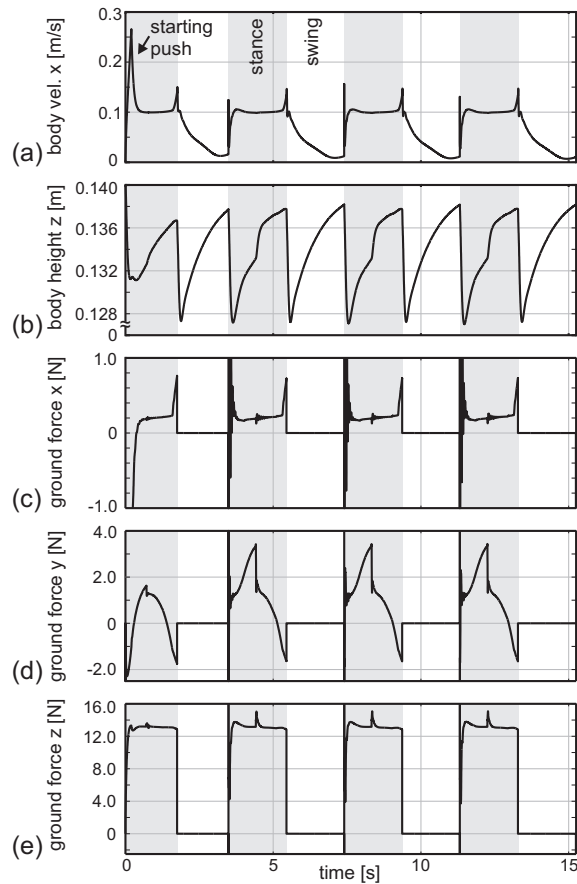 0.3
0.2
0.1
0
body vel. x [m/s]
(a)
starting
push
stance
swing
0.140
0.136
0.132
0.128
0
body height z [m]
(b)
1.0
0
-1.0
ground force x [N]
(c)
4.0
2.0
0
-2.0
ground force y [N]
(d)
16.0
12.0
8.0
4.0
0
ground force z [N]
(e)
0
5
10
15
time [s]